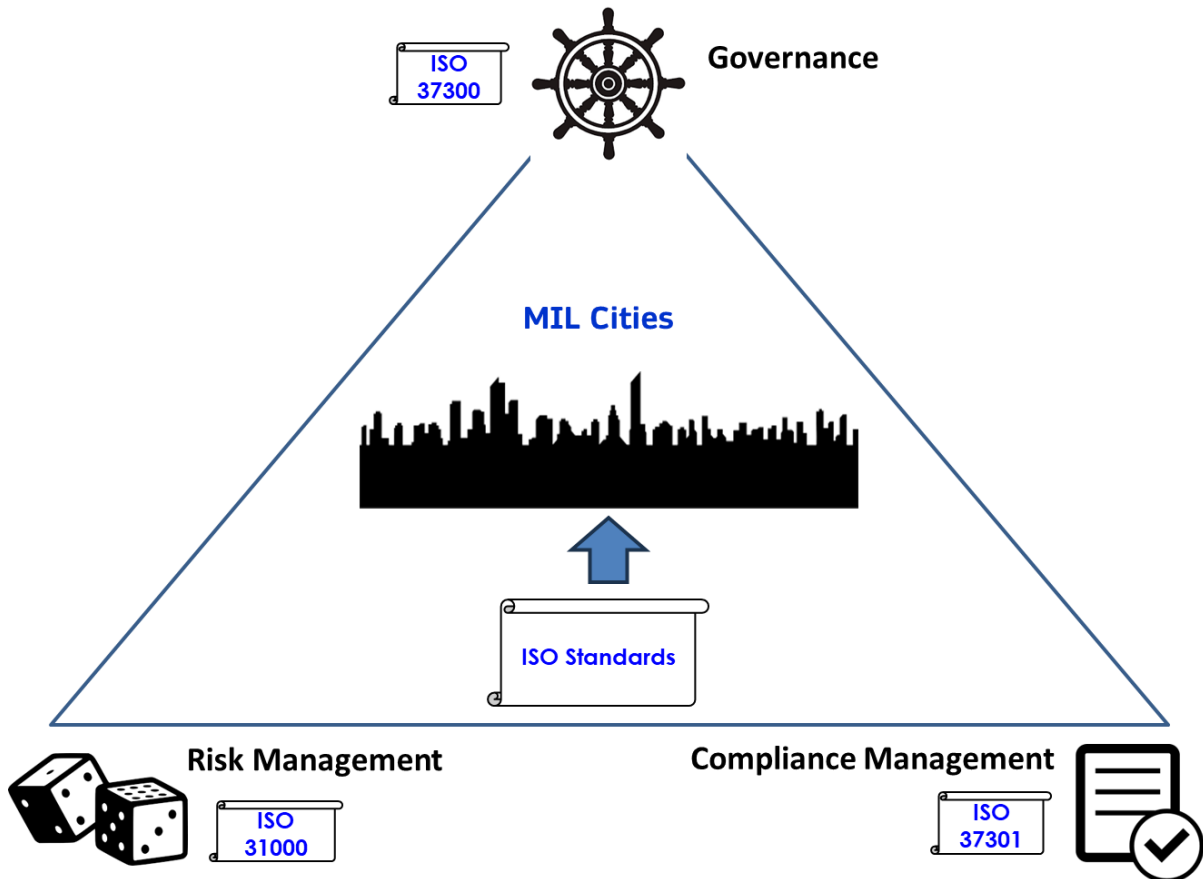 ISO
37300
Governance
MIL Cities
ISO Standards
Risk Management
ISO
31000
Compliance Management
ISO
37301